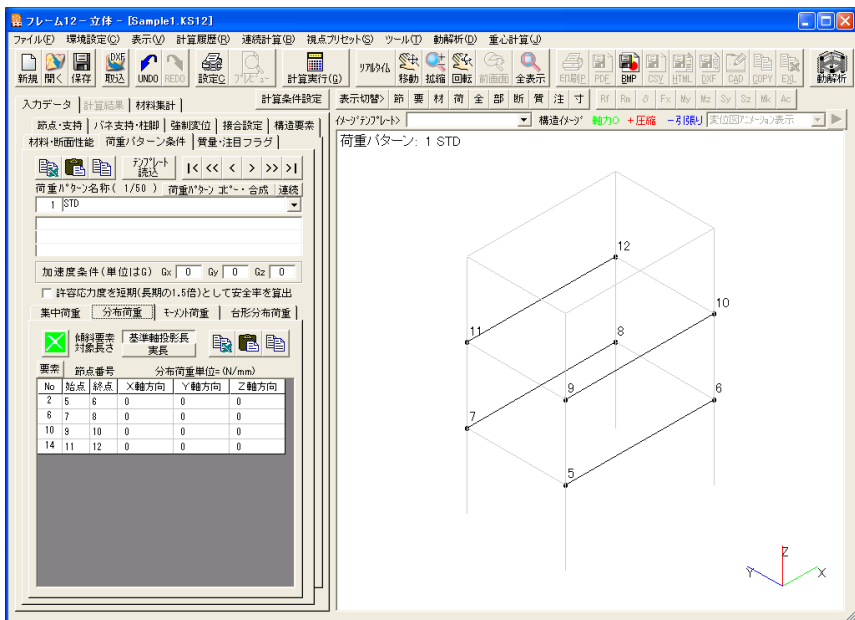 フレーム12－立体 － [Sample1.KS12]
ファイル(F) 環境設定(C) 表示(V) 計算履歴(R) 連続計算(B) 視点プリセット(S) ツール(T) 動解析(D) 重心計算(J)
新規 開く 保存 取込 UNDO REDO 設定C プレビュー 計算実行(G) リアルタイム 移動 拡縮 回転 前画面 全表示 印刷P PDF BMP CSV HTML DXF CAD COPY EXL 動解析
入力データ 計算結果 材料集計 計算条件設定
表示切替> 節 要 材 荷 全 部 断 質 注 寸 Rf Rm δ Fx My Mz Sy Sz Mk Ac
イメージテンプレート> 構造イメージ 軸力○ ＋圧縮 －引張り 変位図アニメーション表示
節点・支持 バネ支持・柱脚 強制変位 接合設定 構造要素
材料・断面性能 荷重パターン条件 質量・注目フラグ
テンプレート読込 |< << < > >> >|
荷重パターン名称( 1/50 ) 荷重パターン コピー・合成 連続
1 STD
加速度条件(単位はG) Gx 0 Gy 0 Gz 0
許容応力度を短期(長期の1.5倍)として安全率を算出
集中荷重 分布荷重 モーメント荷重 台形分布荷重
傾斜要素 対象長さ 基準軸投影長 実長
要素 節点番号 分布荷重単位=(N/mm)
No 始点 終点 X軸方向 Y軸方向 Z軸方向
2 5 6 0 0 0
6 7 8 0 0 0
10 9 10 0 0 0
14 11 12 0 0 0
荷重パターン: 1 STD
12
10
11
8
9
6
7
5
Z
Y
X